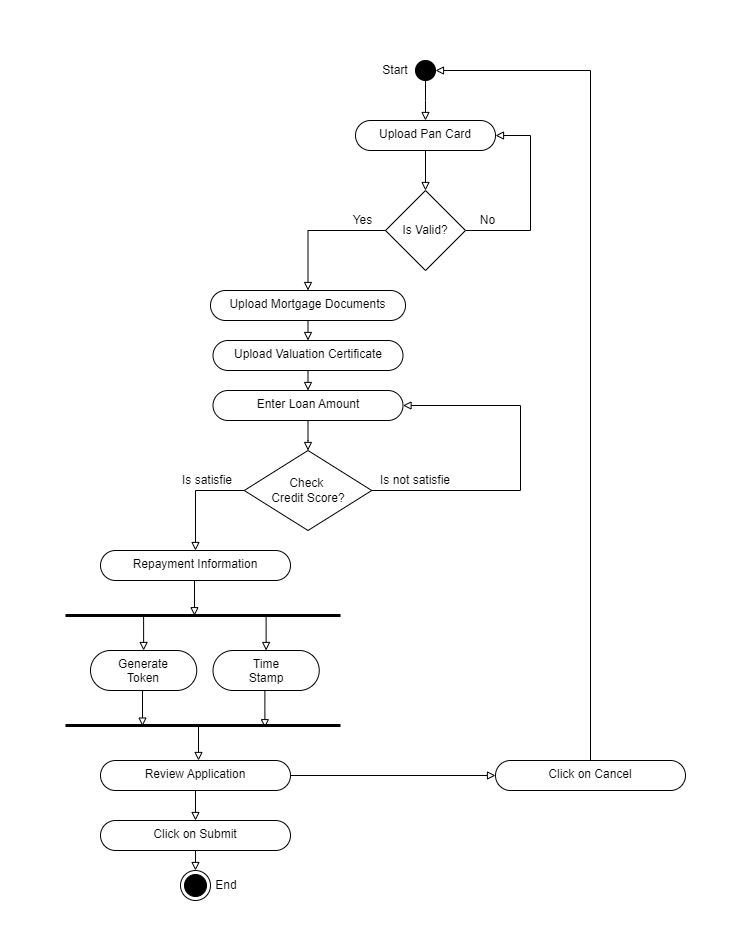 Start
Upload Pan Card
Is Valid?
Yes
No
Upload Mortgage Documents
Upload Valuation Certificate
Enter Loan Amount
Check
Credit Score?
Is satisfie
Is not satisfie
Repayment Information
Generate
Token
Time
Stamp
Review Application
Click on Cancel
Click on Submit
End